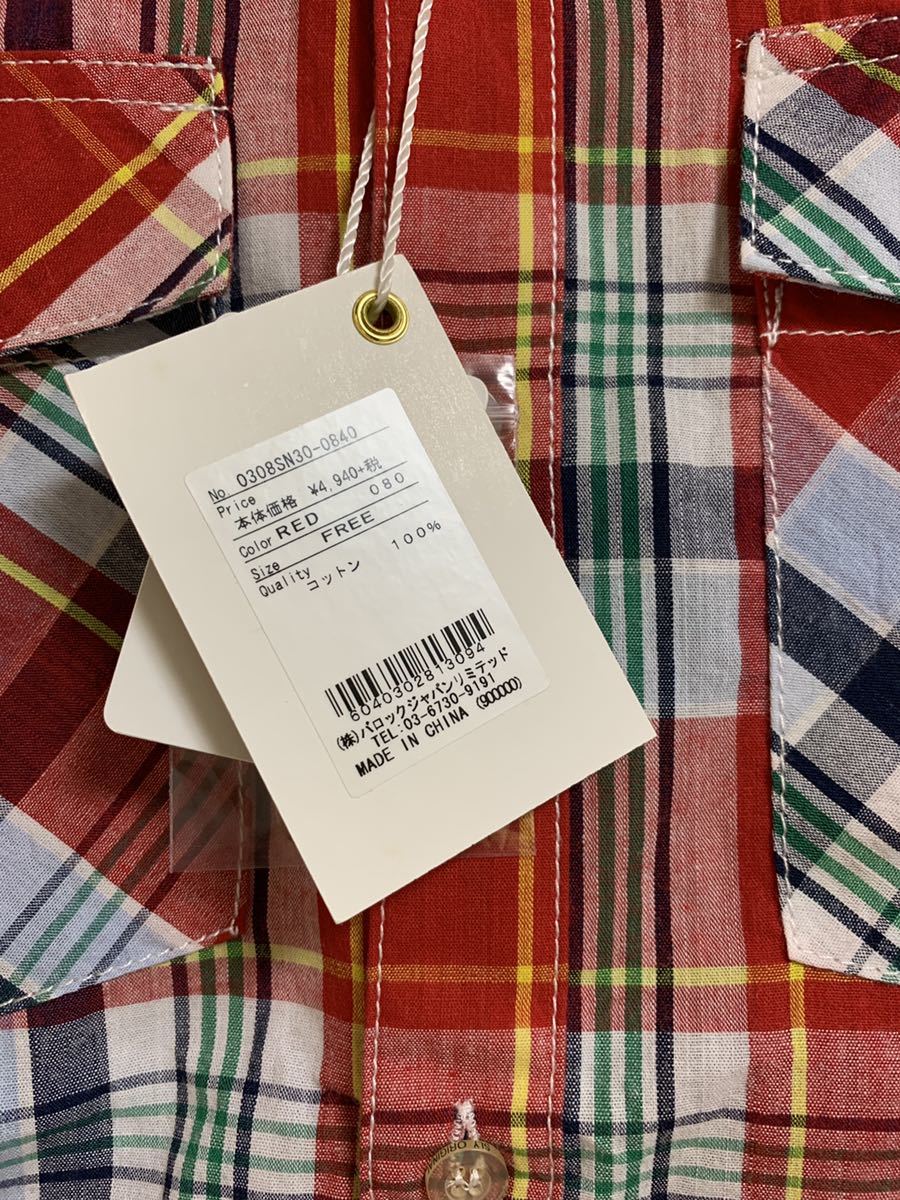 No 0308SN30-0840
Price
本体価格 ¥4,940+税
Color RED 080
Size FREE
Quality
コットン 100%
6040302813094
(株)バロックジャパンリミテッド
TEL:03-6730-9191
MADE IN CHINA (90000)